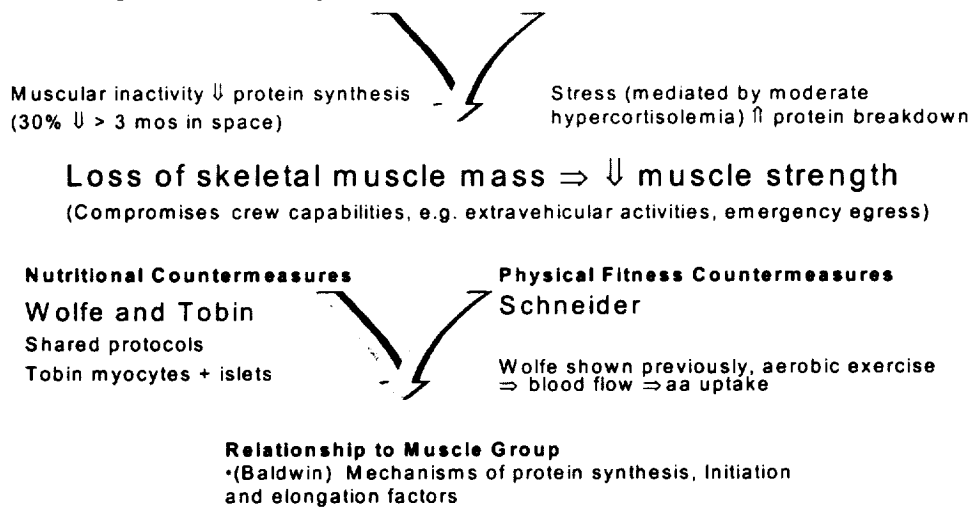 Muscular inactivity ⇓ protein synthesis
(30% ⇓ > 3 mos in space)
Stress (mediated by moderate
hypercortisolemia) ⇑ protein breakdown
Loss of skeletal muscle mass ⇒ ⇓ muscle strength
(Compromises crew capabilities, e.g. extravehicular activities, emergency egress)
Nutritional Countermeasures
Wolfe and Tobin
Shared protocols
Tobin myocytes + islets
Physical Fitness Countermeasures
Schneider
Wolfe shown previously, aerobic exercise
⇒ blood flow ⇒aa uptake
Relationship to Muscle Group
•(Baldwin) Mechanisms of protein synthesis, Initiation
and elongation factors